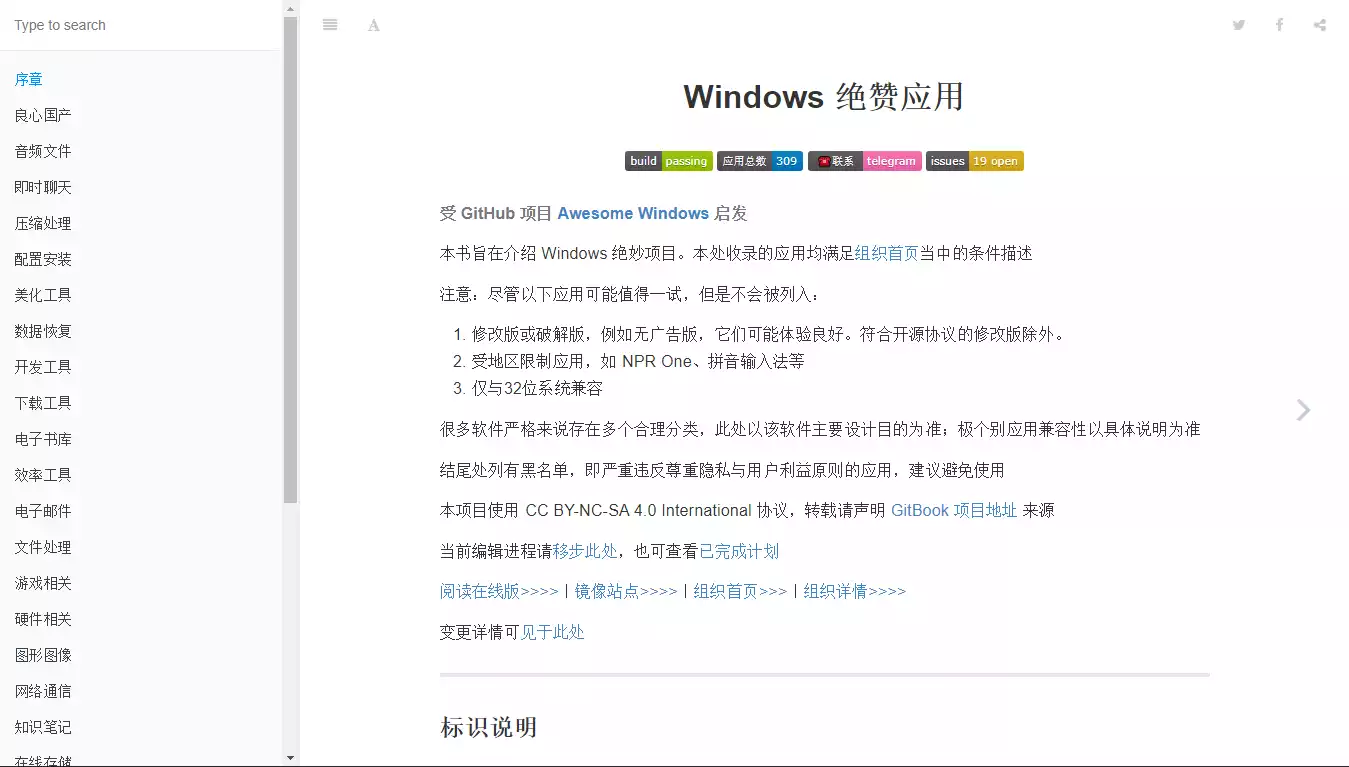 Type to search
序章
良心国产
音频文件
即时聊天
压缩处理
配置安装
美化工具
数据恢复
开发工具
下载工具
电子书库
效率工具
电子邮件
文件处理
游戏相关
硬件相关
图形图像
网络通信
知识笔记
在线存储
A
Windows 绝赞应用
build passing 应用总数 309 联系 telegram issues 19 open
受 GitHub 项目 Awesome Windows 启发
本书旨在介绍 Windows 绝妙项目。本处收录的应用均满足组织首页当中的条件描述
注意：尽管以下应用可能值得一试，但是不会被列入：
1. 修改版或破解版，例如无广告版，它们可能体验良好。符合开源协议的修改版除外。
2. 受地区限制应用，如 NPR One、拼音输入法等
3. 仅与32位系统兼容
很多软件严格来说存在多个合理分类，此处以该软件主要设计目的为准；极个别应用兼容性以具体说明为准
结尾处列有黑名单，即严重违反尊重隐私与用户利益原则的应用，建议避免使用
本项目使用 CC BY-NC-SA 4.0 International 协议，转载请声明 GitBook 项目地址 来源
当前编辑进程请移步此处，也可查看已完成计划
阅读在线版>>>> | 镜像站点>>>> | 组织首页>>> | 组织详情>>>>
变更详情可见于此处
标识说明